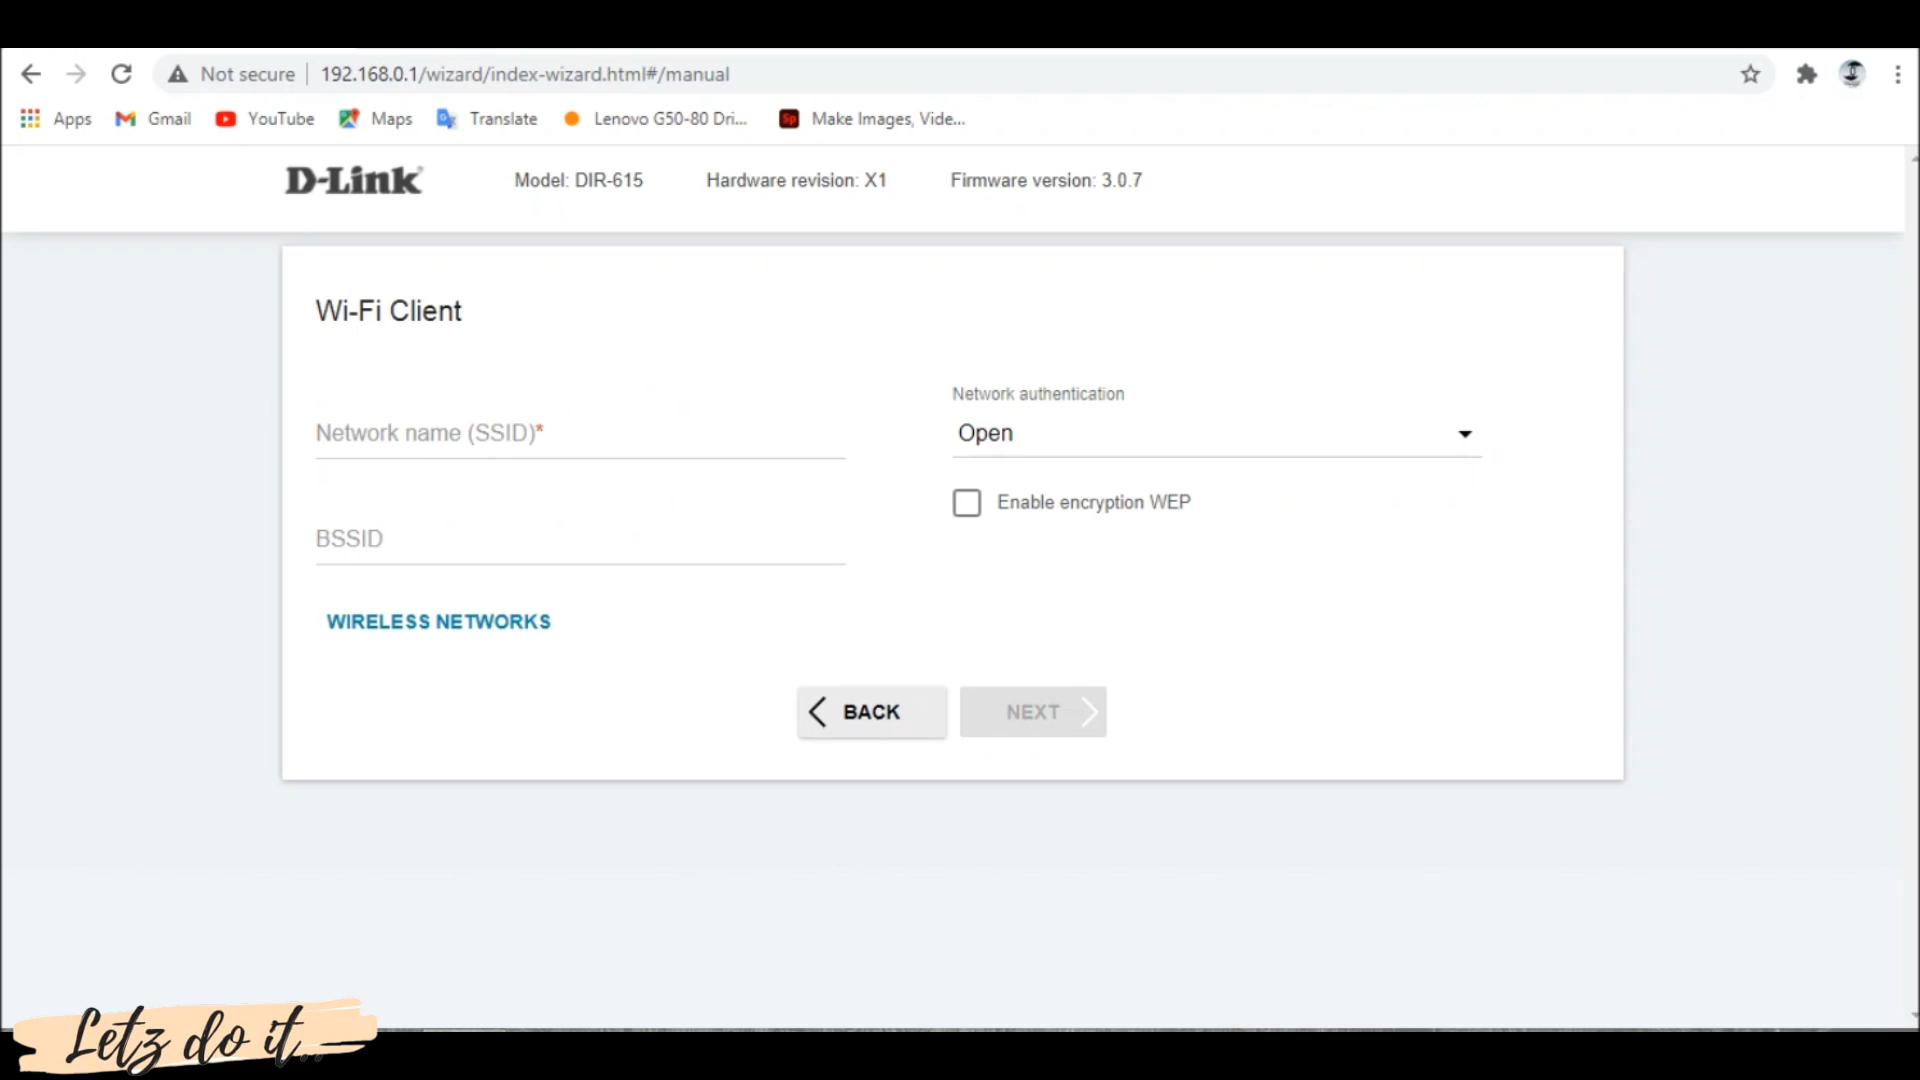 Not secure 192.168.0.1/wizard/index-wizard.html#/manual
Apps Gmail YouTube Maps Translate Lenovo G50-80 Dri... Sp Make Images, Vide...
D-Link Model: DIR-615 Hardware revision: X1 Firmware version: 3.0.7
Wi-Fi Client
Network authentication
Network name (SSID)* Open
Enable encryption WEP
BSSID
WIRELESS NETWORKS
BACK NEXT
Letz do it..